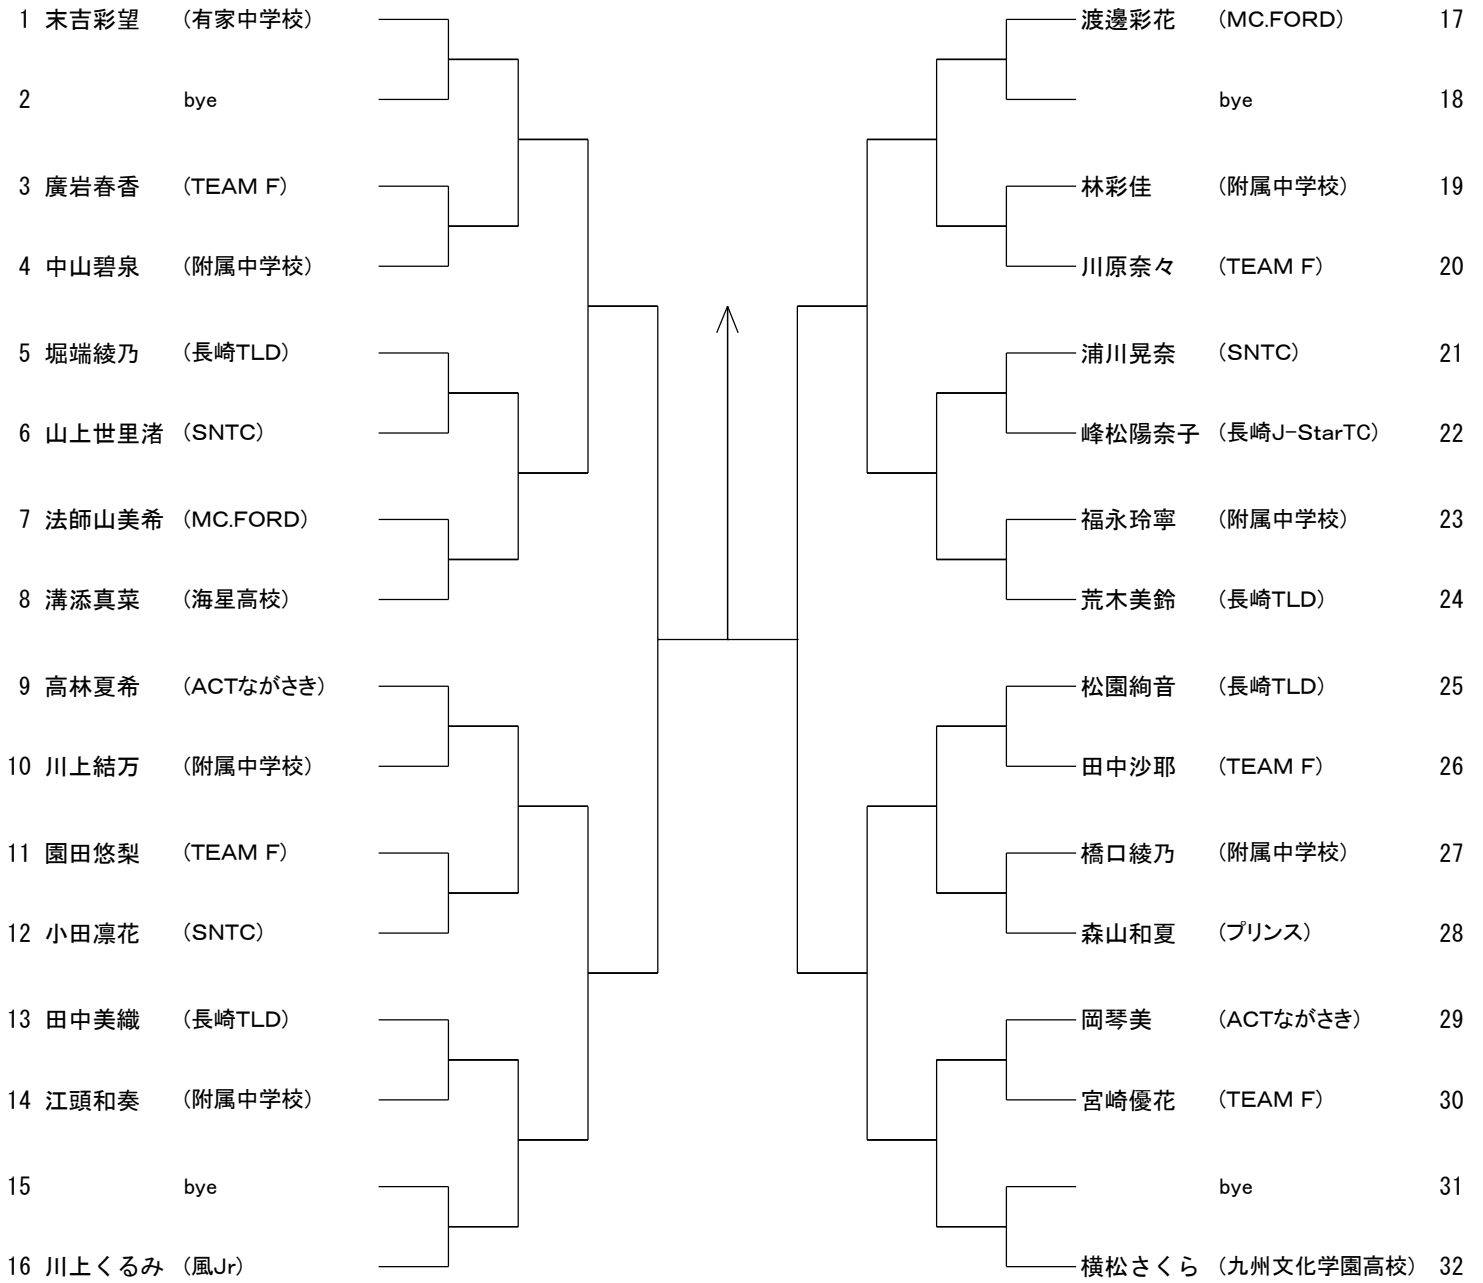 1 末吉彩望 (有家中学校)
2 bye
3 廣岩春香 (TEAM F)
4 中山碧泉 (附属中学校)
5 堀端綾乃 (長崎TLD)
6 山上世里渚 (SNTC)
7 法師山美希 (MC.FORD)
8 溝添真菜 (海星高校)
9 高林夏希 (ACTながさき)
10 川上結万 (附属中学校)
11 園田悠梨 (TEAM F)
12 小田凛花 (SNTC)
13 田中美織 (長崎TLD)
14 江頭和奏 (附属中学校)
15 bye
16 川上くるみ (風Jr)
渡邊彩花 (MC.FORD) 17
bye 18
林彩佳 (附属中学校) 19
川原奈々 (TEAM F) 20
浦川晃奈 (SNTC) 21
峰松陽奈子 (長崎J-StarTC) 22
福永玲寧 (附属中学校) 23
荒木美鈴 (長崎TLD) 24
松園絢音 (長崎TLD) 25
田中沙耶 (TEAM F) 26
橋口綾乃 (附属中学校) 27
森山和夏 (プリンス) 28
岡琴美 (ACTながさき) 29
宮崎優花 (TEAM F) 30
bye 31
横松さくら (九州文化学園高校) 32